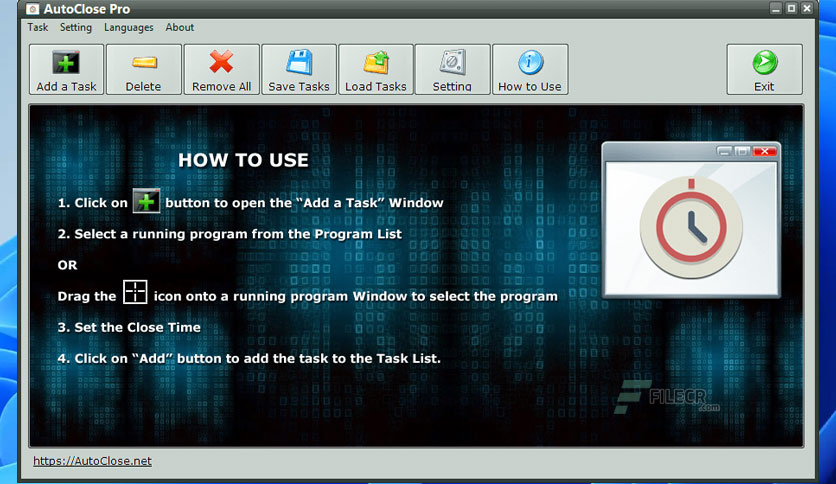 AutoClose Pro
Task Setting Languages About
Add a Task Delete Remove All Save Tasks Load Tasks Setting How to Use Exit
HOW TO USE
1. Click on button to open the “Add a Task” Window
2. Select a running program from the Program List
OR
Drag the icon onto a running program Window to select the program
3. Set the Close Time
4. Click on “Add” button to add the task to the Task List.
FILECR
.com
https://AutoClose.net